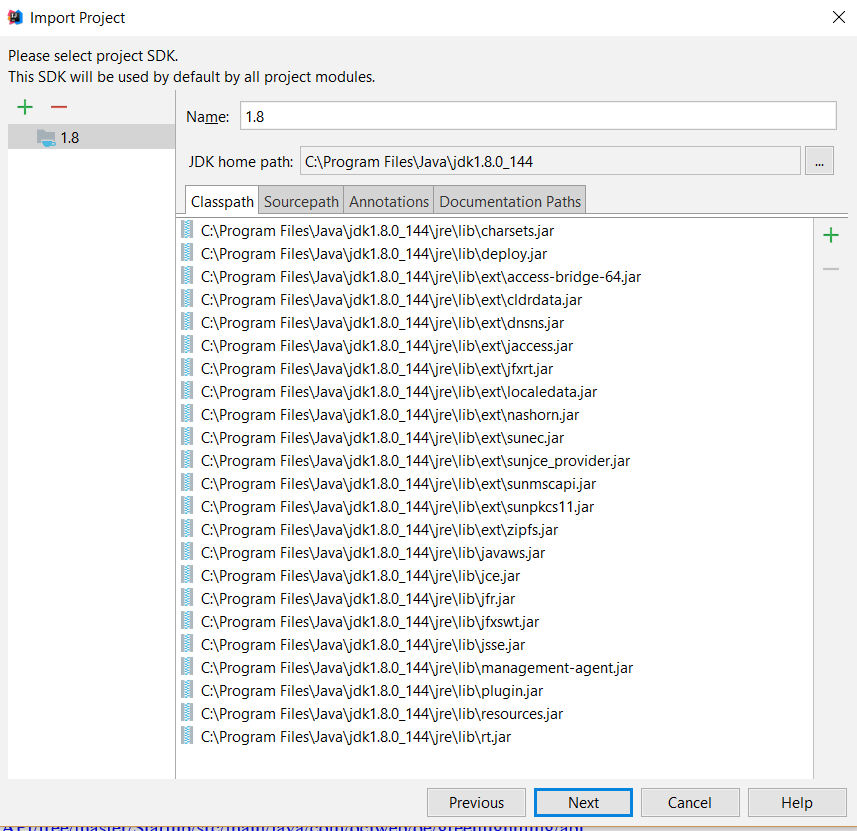 Import Project
Please select project SDK.
This SDK will be used by default by all project modules.
1.8
Name: 1.8
JDK home path: C:\Program Files\Java\jdk1.8.0_144 ...
Classpath Sourcepath Annotations Documentation Paths
C:\Program Files\Java\jdk1.8.0_144\jre\lib\charsets.jar
C:\Program Files\Java\jdk1.8.0_144\jre\lib\deploy.jar
C:\Program Files\Java\jdk1.8.0_144\jre\lib\ext\access-bridge-64.jar
C:\Program Files\Java\jdk1.8.0_144\jre\lib\ext\cldrdata.jar
C:\Program Files\Java\jdk1.8.0_144\jre\lib\ext\dnsns.jar
C:\Program Files\Java\jdk1.8.0_144\jre\lib\ext\jaccess.jar
C:\Program Files\Java\jdk1.8.0_144\jre\lib\ext\jfxrt.jar
C:\Program Files\Java\jdk1.8.0_144\jre\lib\ext\localedata.jar
C:\Program Files\Java\jdk1.8.0_144\jre\lib\ext\nashorn.jar
C:\Program Files\Java\jdk1.8.0_144\jre\lib\ext\sunec.jar
C:\Program Files\Java\jdk1.8.0_144\jre\lib\ext\sunjce_provider.jar
C:\Program Files\Java\jdk1.8.0_144\jre\lib\ext\sunmscapi.jar
C:\Program Files\Java\jdk1.8.0_144\jre\lib\ext\sunpkcs11.jar
C:\Program Files\Java\jdk1.8.0_144\jre\lib\ext\zipfs.jar
C:\Program Files\Java\jdk1.8.0_144\jre\lib\javaws.jar
C:\Program Files\Java\jdk1.8.0_144\jre\lib\jce.jar
C:\Program Files\Java\jdk1.8.0_144\jre\lib\jfr.jar
C:\Program Files\Java\jdk1.8.0_144\jre\lib\jfxswt.jar
C:\Program Files\Java\jdk1.8.0_144\jre\lib\jsse.jar
C:\Program Files\Java\jdk1.8.0_144\jre\lib\management-agent.jar
C:\Program Files\Java\jdk1.8.0_144\jre\lib\plugin.jar
C:\Program Files\Java\jdk1.8.0_144\jre\lib\resources.jar
C:\Program Files\Java\jdk1.8.0_144\jre\lib\rt.jar
Previous Next Cancel Help